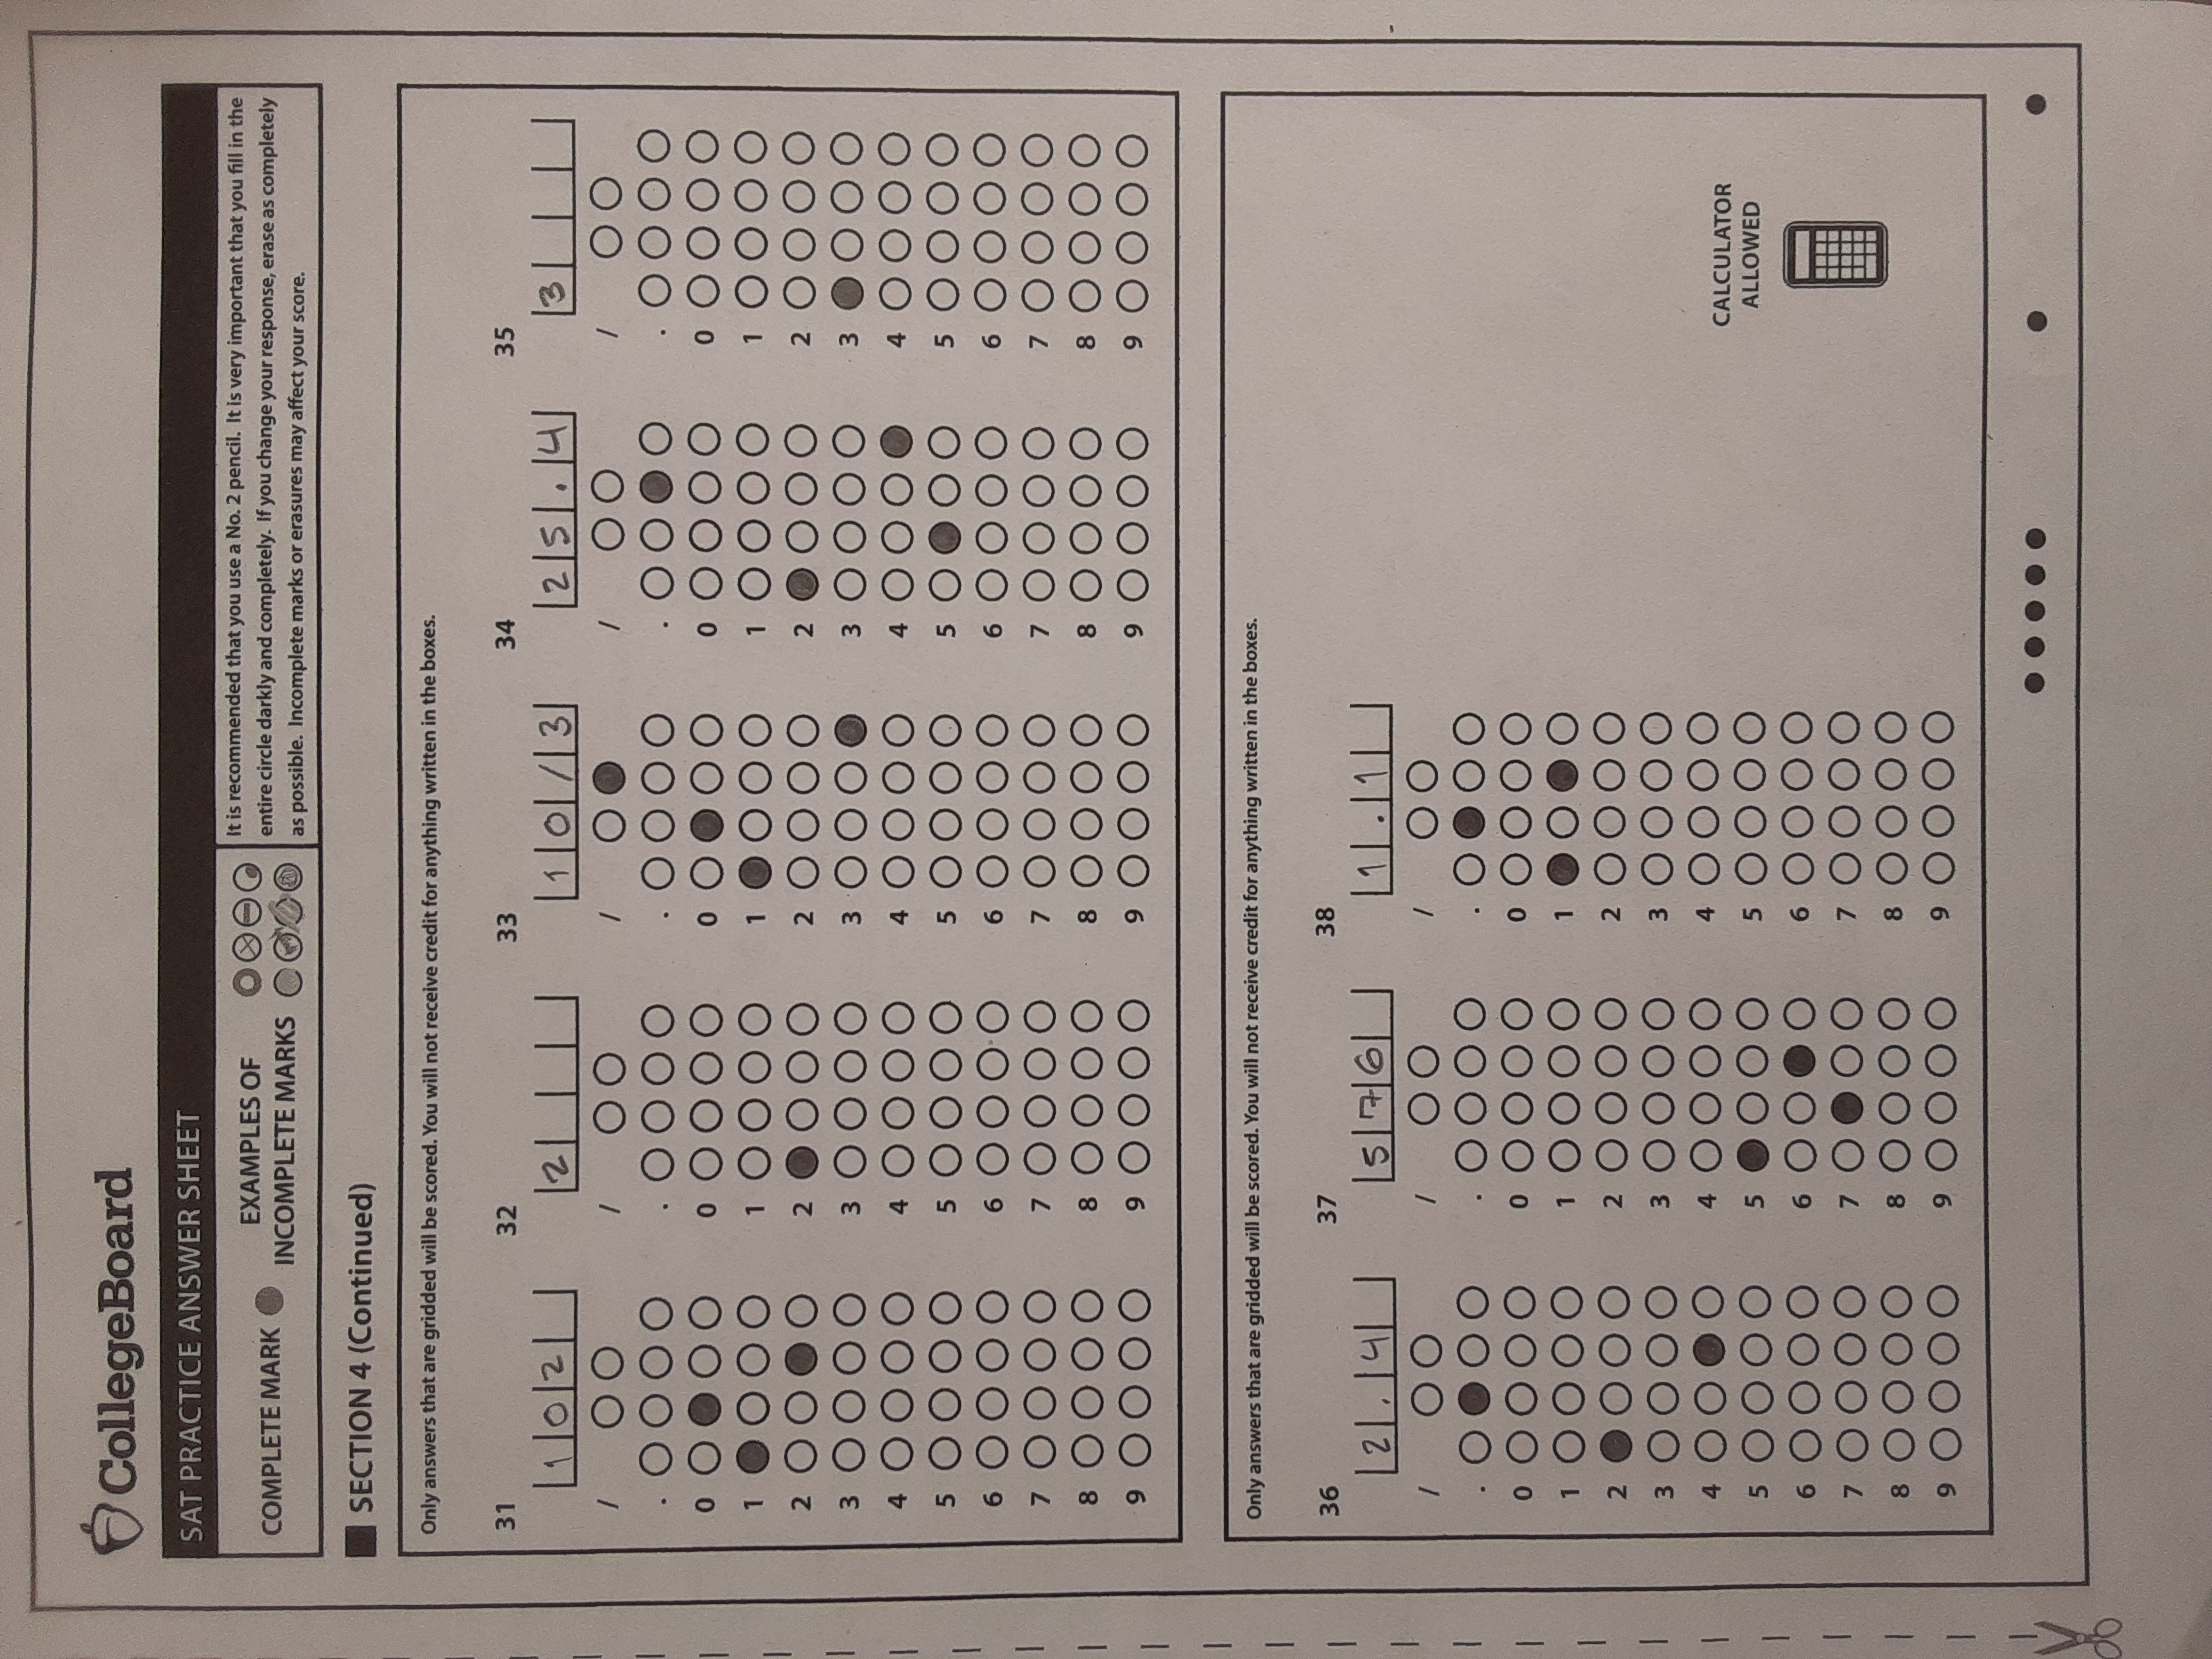 CollegeBoard
SAT PRACTICE ANSWER SHEET
COMPLETE MARK
EXAMPLES OF
INCOMPLETE MARKS
It is recommended that you use a No. 2 pencil. It is very important that you fill in the
entire circle darkly and completely. If you change your response, erase as completely
as possible. Incomplete marks or erasures may affect your score.
SECTION 4 (Continued)
Only answers that are gridded will be scored. You will not receive credit for anything written in the boxes.
31 32 33 34 35
102 2 10/3 25.4 3
/ / / / /
. . . . .
0 0 0 0 0
1 1 1 1 1
2 2 2 2 2
3 3 3 3 3
4 4 4 4 4
5 5 5 5 5
6 6 6 6 6
7 7 7 7 7
8 8 8 8 8
9 9 9 9 9
Only answers that are gridded will be scored. You will not receive credit for anything written in the boxes.
36 37 38
2.4 576 1.1
/ / /
. . .
0 0 0
1 1 1
2 2 2
3 3 3
4 4 4
5 5 5
6 6 6
7 7 7
8 8 8
9 9 9
CALCULATOR
ALLOWED